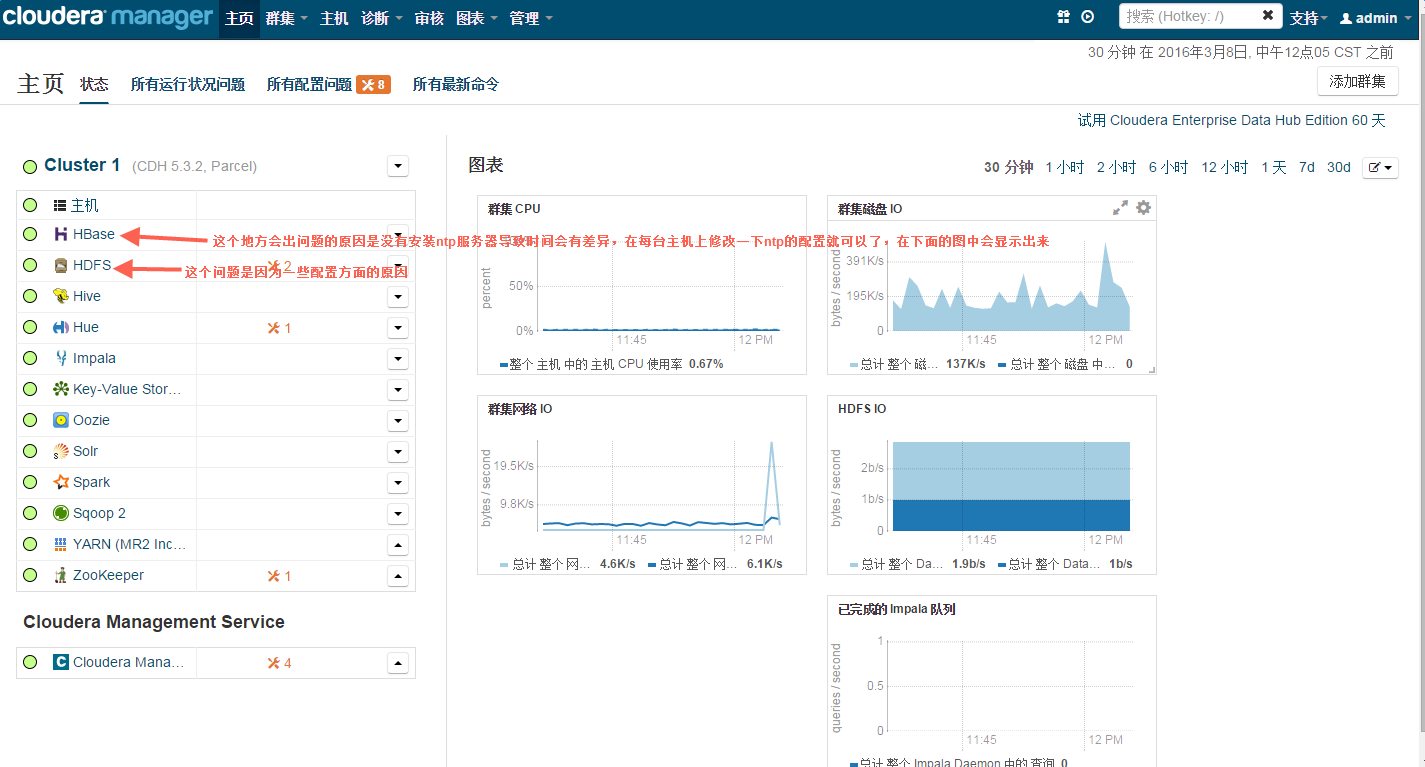 cloudera manager 主页 群集 主机 诊断 审核 图表 管理 搜索 (Hotkey: /) 支持 admin
30 分钟 在 2016年3月8日, 中午12点05 CST 之前
主页 状态 所有运行状况问题 所有配置问题 8 所有最新命令 添加群集
试用 Cloudera Enterprise Data Hub Edition 60 天
Cluster 1 (CDH 5.3.2, Parcel)
主机
HBase
这个地方会出问题的原因是没有安装ntp服务器导致时间会有差异，在每台主机上修改一下ntp的配置就可以了，在下面的图中会显示出来
HDFS 2
这个问题是因为一些配置方面的原因
Hive
Hue 1
Impala
Key-Value Stor…
Oozie
Solr
Spark
Sqoop 2
YARN (MR2 Inc…
ZooKeeper 1
Cloudera Management Service
Cloudera Mana… 4
图表 30 分钟 1 小时 2 小时 6 小时 12 小时 1 天 7d 30d
群集 CPU
percent
50%
0%
11:45 12 PM
整个 主机 中的 主机 CPU 使用率 0.67%
群集磁盘 IO
bytes / second
391K/s
195K/s
0
11:45 12 PM
总计 整个 磁… 137K/s 总计 整个 磁盘 中… 0
群集网络 IO
bytes / second
19.5K/s
9.8K/s
11:45 12 PM
总计 整个 网… 4.6K/s 总计 整个 网… 6.1K/s
HDFS IO
bytes / second
2b/s
1b/s
0
11:45 12 PM
总计 整个 Da… 1.9b/s 总计 整个 Data… 1b/s
已完成的 Impala 队列
queries / second
1
0.5
0
11:45 12 PM
总计 整个 Impala Daemon 中的 查询 0